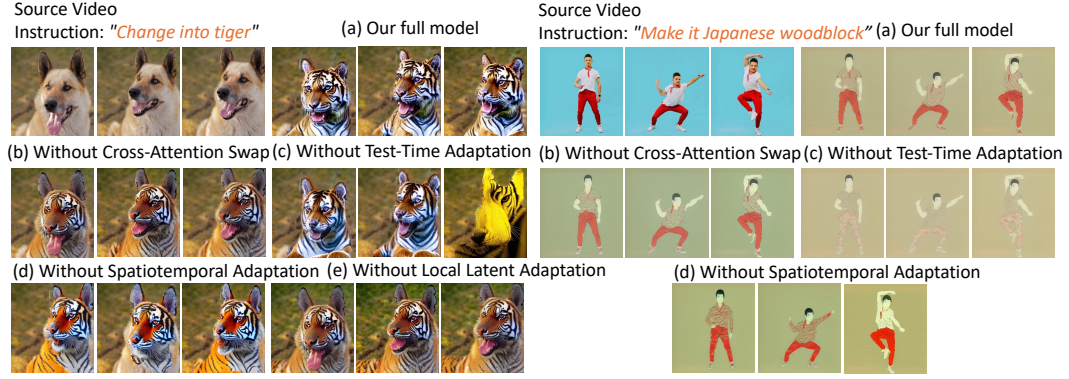 Source Video
Instruction: "Change into tiger"
(a) Our full model
(b) Without Cross-Attention Swap
(c) Without Test-Time Adaptation
(d) Without Spatiotemporal Adaptation
(e) Without Local Latent Adaptation
Source Video
Instruction: "Make it Japanese woodblock”
(a) Our full model
(b) Without Cross-Attention Swap
(c) Without Test-Time Adaptation
(d) Without Spatiotemporal Adaptation